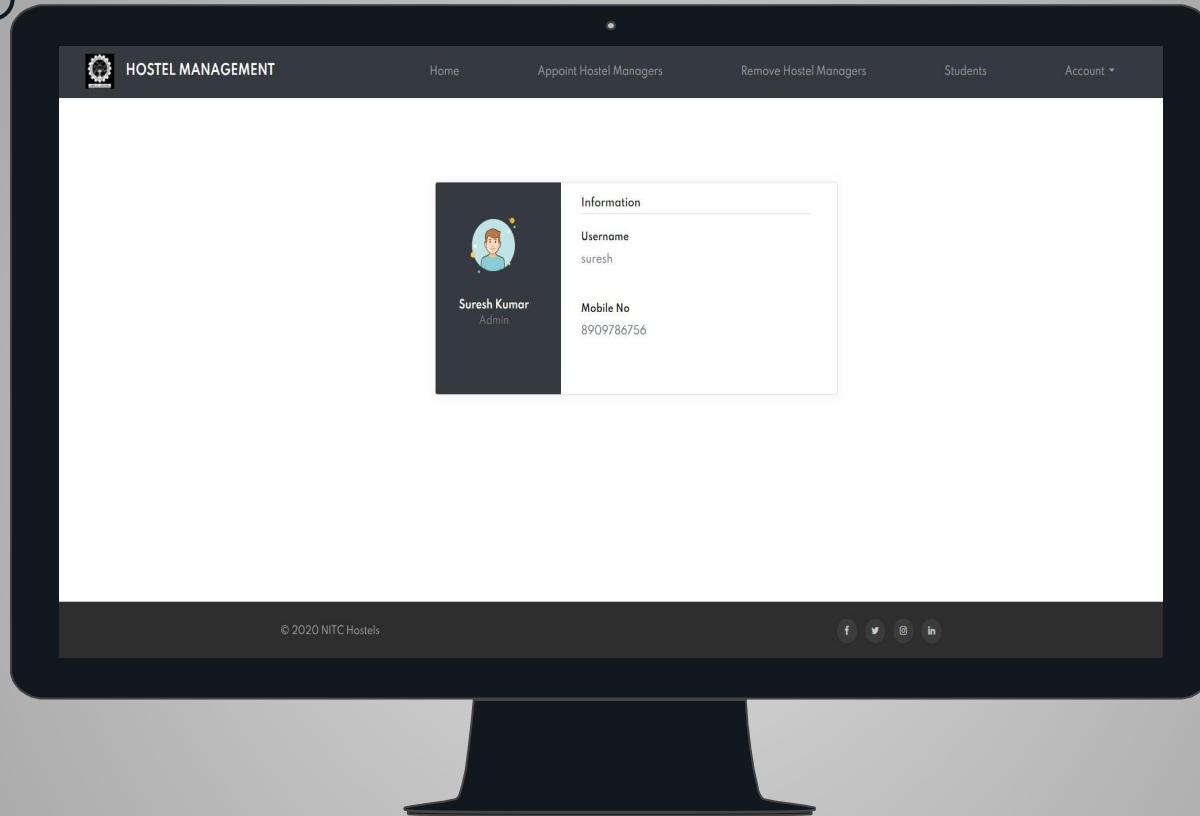 HOSTEL MANAGEMENT Home Appoint Hostel Managers Remove Hostel Managers Students Account
Information
Username
suresh
Suresh Kumar
Admin
Mobile No
8909786756
© 2020 NITC Hostels